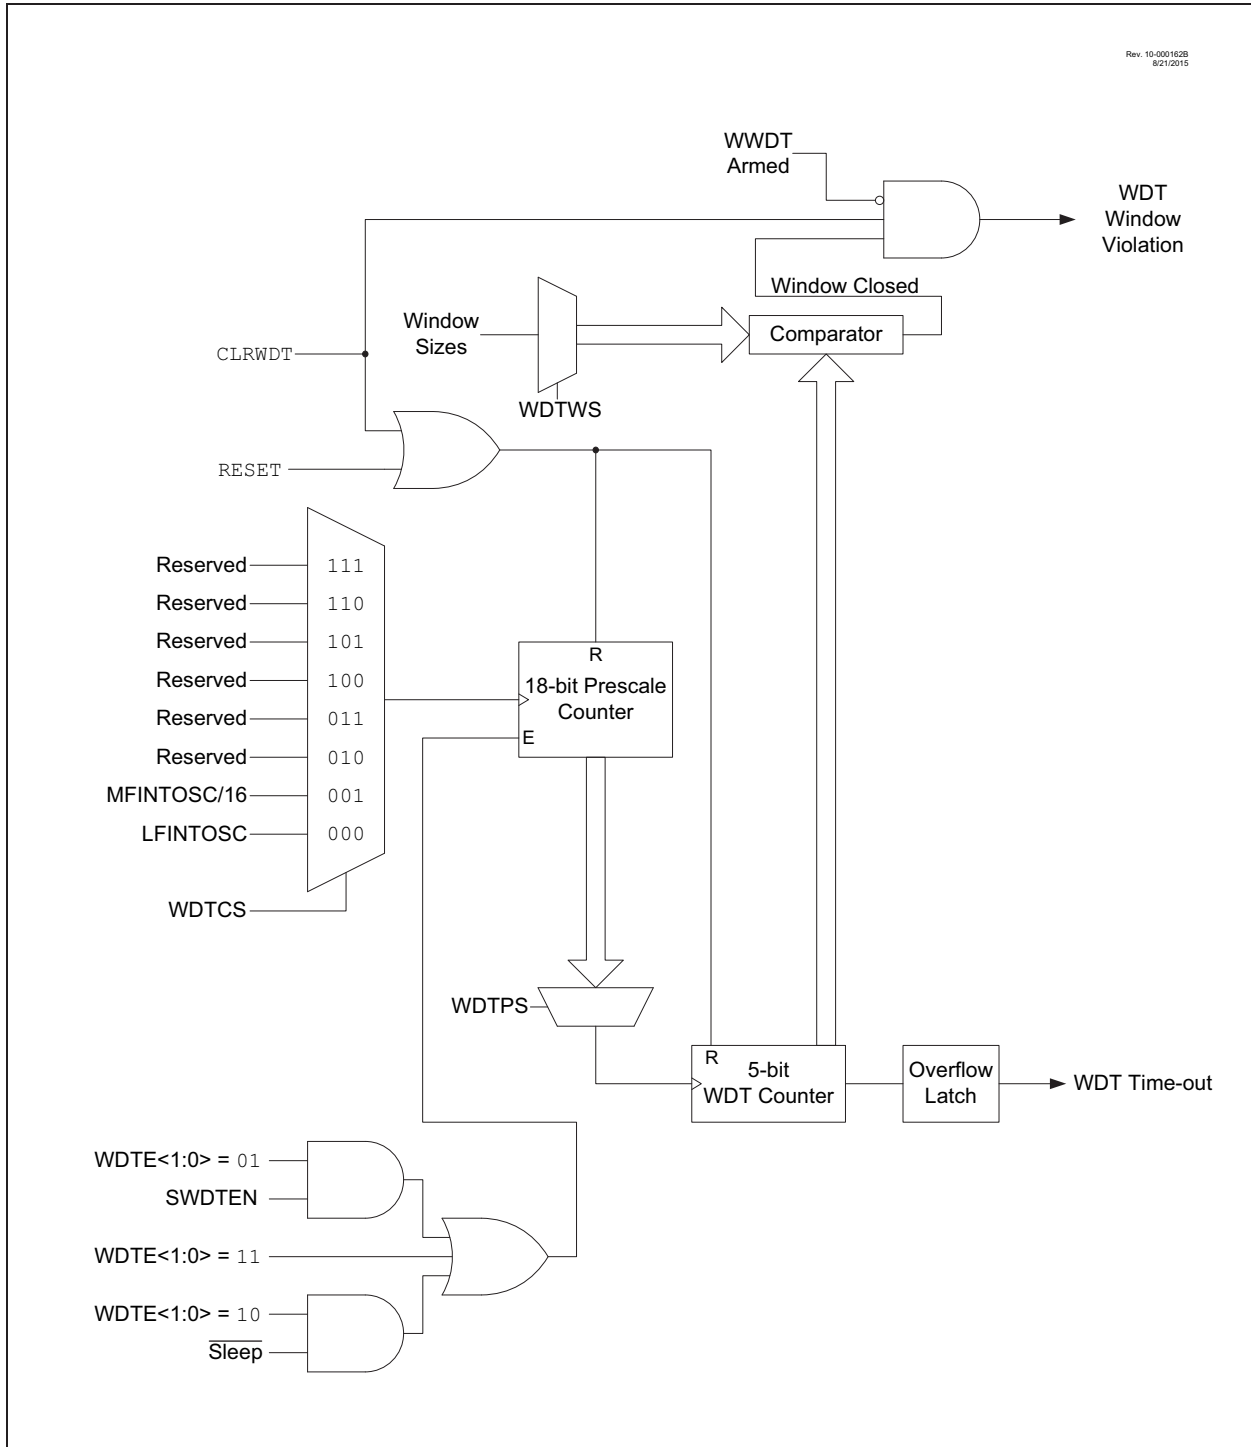 Rev. 10-000162B
8/21/2015
WWDT
Armed
WDT
Window
Violation
Window Closed
Window
Sizes
Comparator
CLRWDT
WDTWS
RESET
Reserved 111
Reserved 110
Reserved 101
Reserved 100
Reserved 011
Reserved 010
MFINTOSC/16 001
LFINTOSC 000
WDTCS
R
18-bit Prescale
Counter
E
WDTPS
R
5-bit
WDT Counter
Overflow
Latch
WDT Time-out
WDTE<1:0> = 01
SWDTEN
WDTE<1:0> = 11
WDTE<1:0> = 10
Sleep